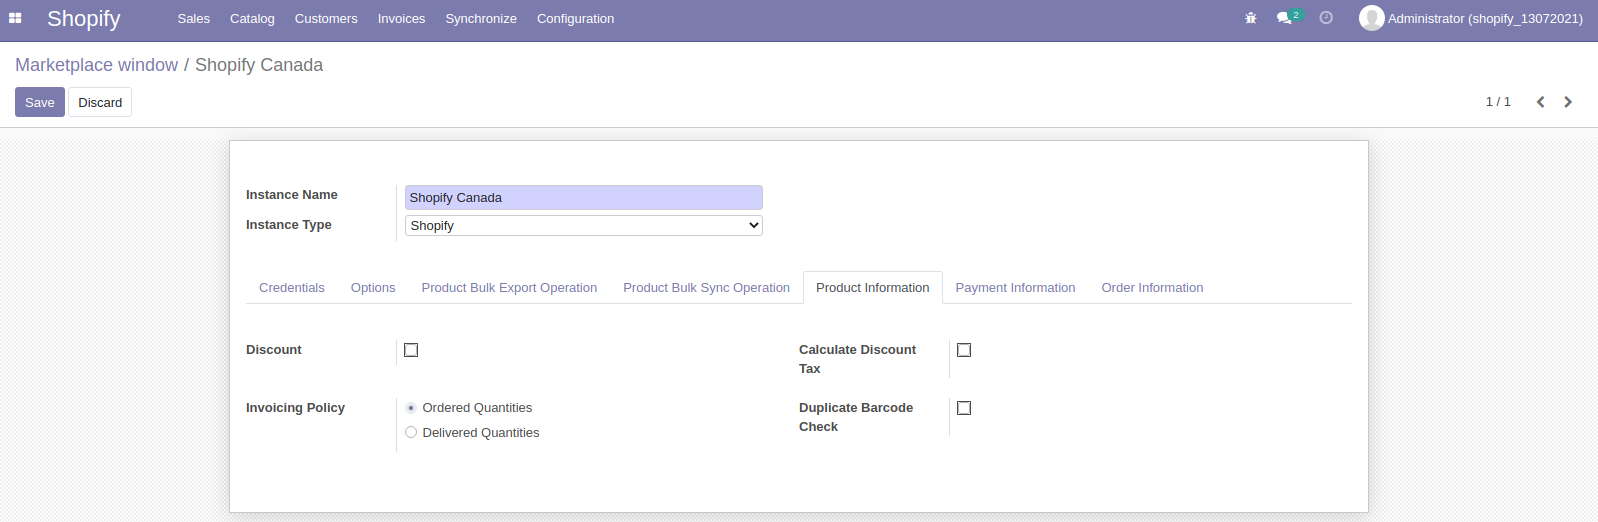 Shopify Sales Catalog Customers Invoices Synchronize Configuration 2 Administrator (shopify_13072021)
Marketplace window / Shopify Canada
Save Discard 1 / 1
Instance Name Shopify Canada
Instance Type Shopify
Credentials Options Product Bulk Export Operation Product Bulk Sync Operation Product Information Payment Information Order Information
Discount Calculate Discount
Tax
Invoicing Policy Ordered Quantities Duplicate Barcode
Check
Delivered Quantities